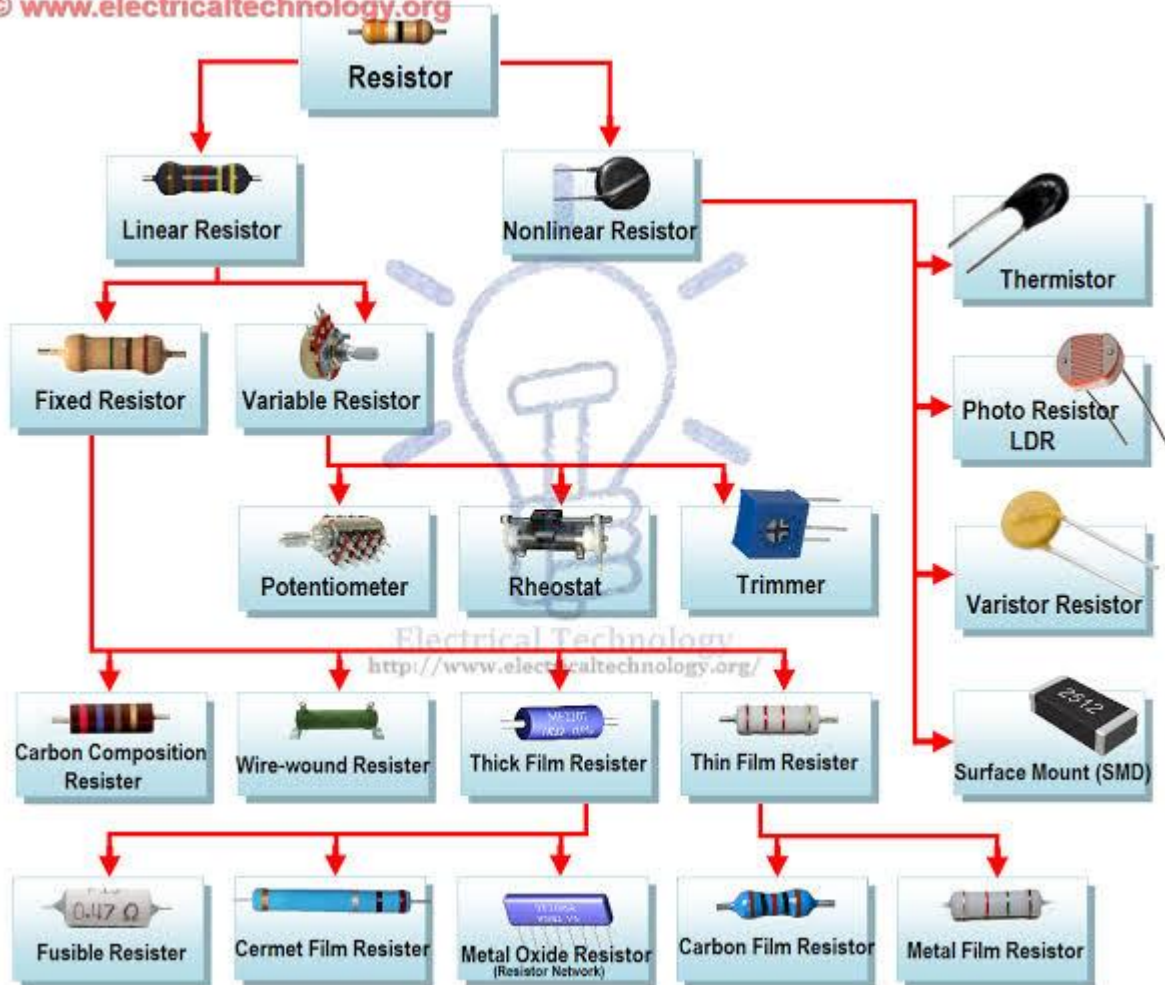 © www.electricaltechnology.org
Resistor
Linear Resistor
Nonlinear Resistor
Thermistor
Fixed Resistor
Variable Resistor
Photo Resistor
LDR
Potentiometer
Rheostat
Trimmer
Varistor Resistor
Electrical Technology
http://www.electricaltechnology.org/
2512
Carbon Composition
Resister
Wire-wound Resister
Thick Film Resister
Thin Film Resister
Surface Mount (SMD)
0.47 Ω
Fusible Resister
Cermet Film Resister
Metal Oxide Resistor
(Resistor Network)
Carbon Film Resistor
Metal Film Resistor